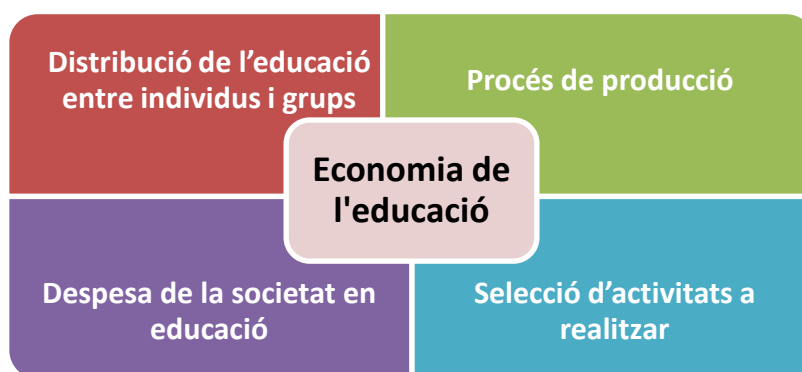 Distribució de l’educació
entre individus i grups
Procés de producció
Economia de
l'educació
Despesa de la societat en
educació
Selecció d’activitats a
realitzar